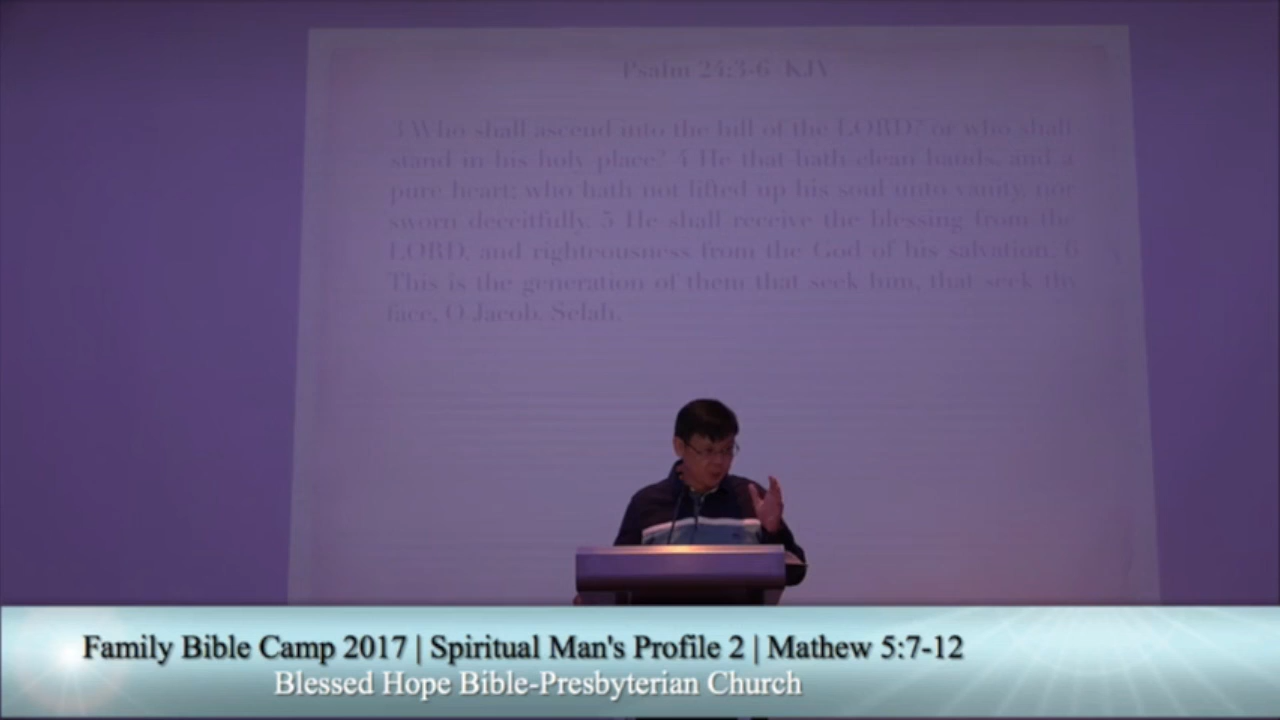 Psalm 24:3-6 KJV
3 Who shall ascend into the hill of the LORD? or who shall
stand in his holy place? 4 He that hath clean hands, and a
pure heart; who hath not lifted up his soul unto vanity, nor
sworn deceitfully. 5 He shall receive the blessing from the
LORD, and righteousness from the God of his salvation. 6
This is the generation of them that seek him, that seek thy
face, O Jacob. Selah.
Family Bible Camp 2017 | Spiritual Man's Profile 2 | Mathew 5:7-12
Blessed Hope Bible-Presbyterian Church